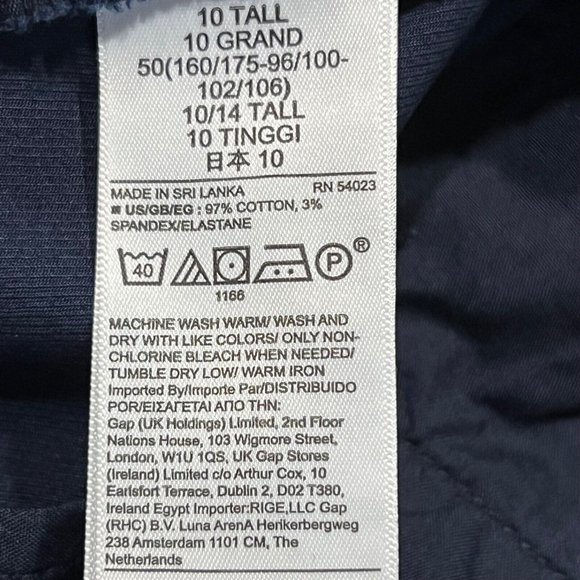 10 TALL
10 GRAND
50(160/175-96/100-
102/106)
10/14 TALL
10 TINGGI
日本 10
MADE IN SRI LANKA RN 54023
■ US/GB/EG : 97% COTTON, 3%
SPANDEX/ELASTANE
40 P ®
1166
MACHINE WASH WARM/ WASH AND
DRY WITH LIKE COLORS/ ONLY NON-
CHLORINE BLEACH WHEN NEEDED/
TUMBLE DRY LOW/ WARM IRON
Imported By/Importe Par/DISTRIBUIDO
POR/ΕΙΣΑΓΕΤΑΙ ΑΠΟ ΤΗΝ:
Gap (UK Holdings) Limited, 2nd Floor
Nations House, 103 Wigmore Street,
London, W1U 1QS, UK Gap Stores
(Ireland) Limited c/o Arthur Cox, 10
Earlsfort Terrace, Dublin 2, D02 T380,
Ireland Egypt Importer:RIGE,LLC Gap
(RHC) B.V. Luna ArenA Herikerbergweg
238 Amsterdam 1101 CM, The
Netherlands